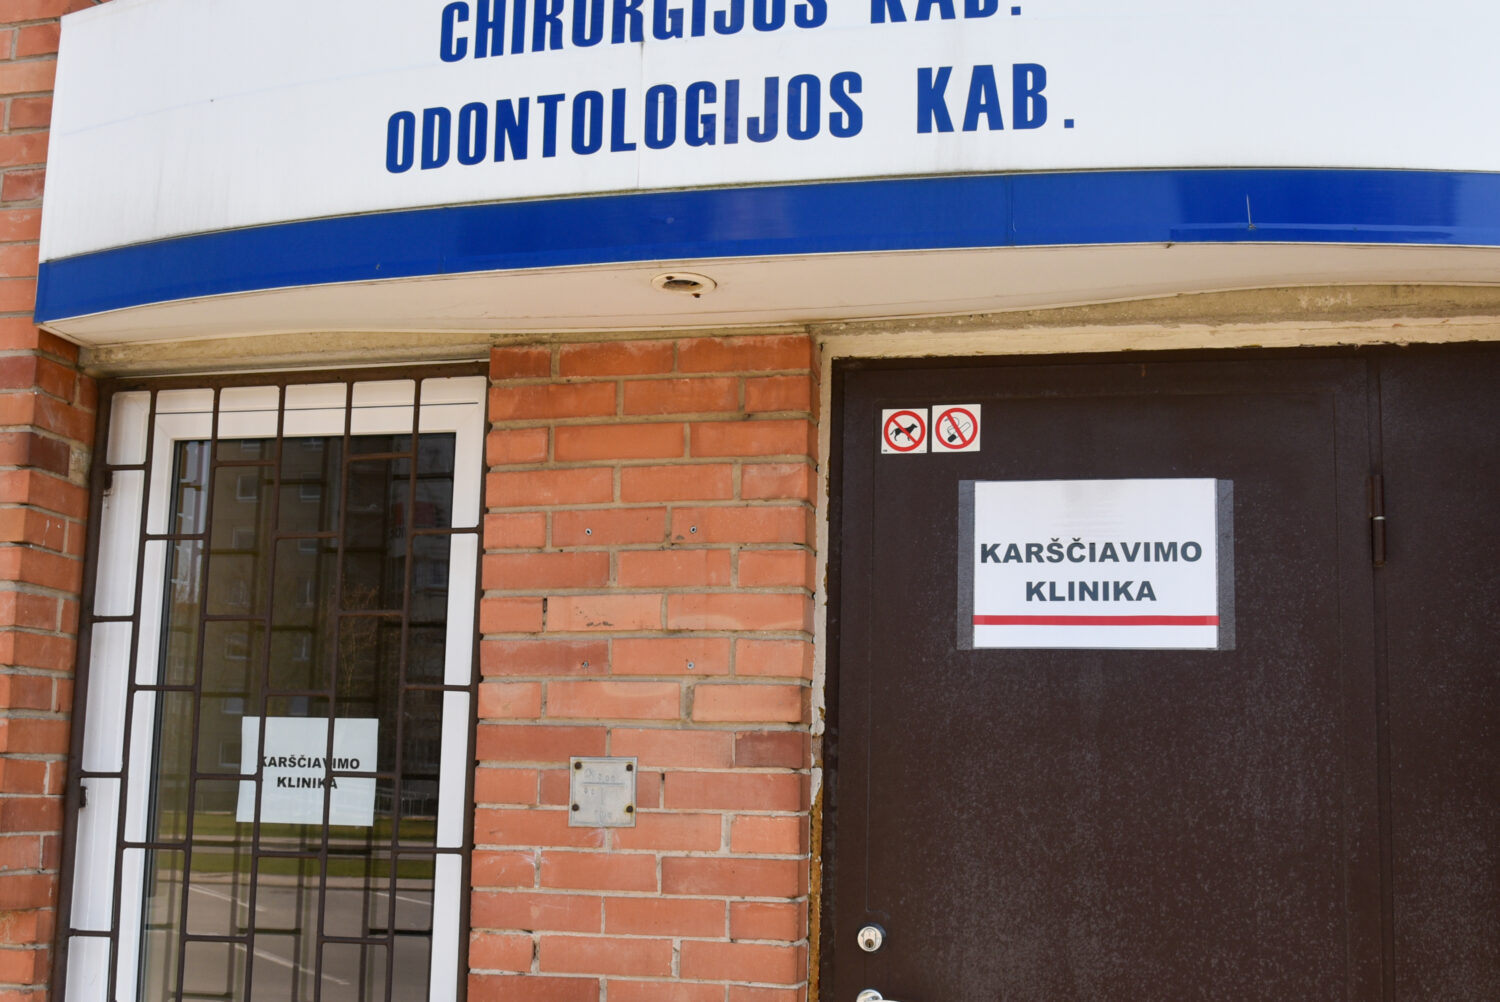 CHIRURGIJOS KAB.
ODONTOLOGIJOS KAB.
KARŠČIAVIMO
KLINIKA
KARŠČIAVIMO
KLINIKA